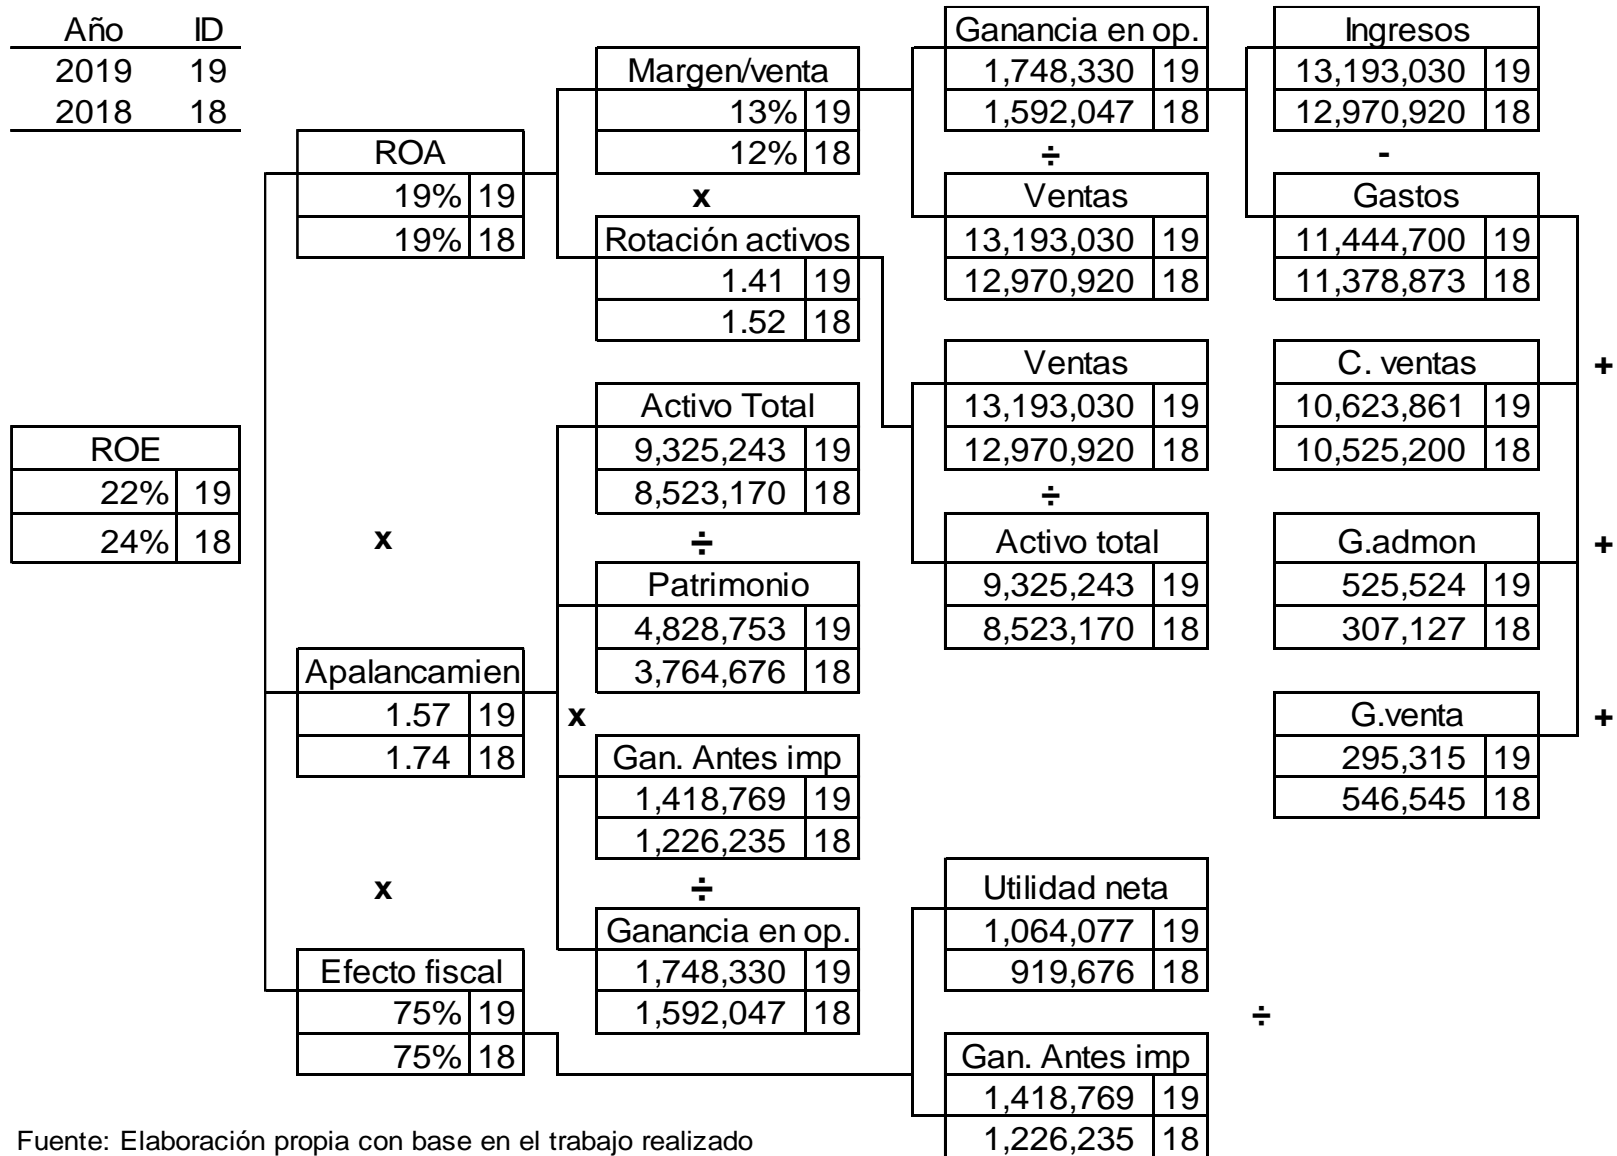 Año ID
2019 19
2018 18
ROE
22% 19
24% 18
ROA
19% 19
19% 18
x
Apalancamien
1.57 19
1.74 18
x
Efecto fiscal
75% 19
75% 18
Margen/venta
13% 19
12% 18
x
Rotación activos
1.41 19
1.52 18
Activo Total
9,325,243 19
8,523,170 18
÷
Patrimonio
4,828,753 19
3,764,676 18
x
Gan. Antes imp
1,418,769 19
1,226,235 18
÷
Ganancia en op.
1,748,330 19
1,592,047 18
Ganancia en op.
1,748,330 19
1,592,047 18
÷
Ventas
13,193,030 19
12,970,920 18
Ventas
13,193,030 19
12,970,920 18
÷
Activo total
9,325,243 19
8,523,170 18
Utilidad neta
1,064,077 19
919,676 18
÷
Gan. Antes imp
1,418,769 19
1,226,235 18
Ingresos
13,193,030 19
12,970,920 18
-
Gastos
11,444,700 19
11,378,873 18
C. ventas
10,623,861 19
10,525,200 18
+
G.admon
525,524 19
307,127 18
+
G.venta
295,315 19
546,545 18
+
Fuente: Elaboración propia con base en el trabajo realizado